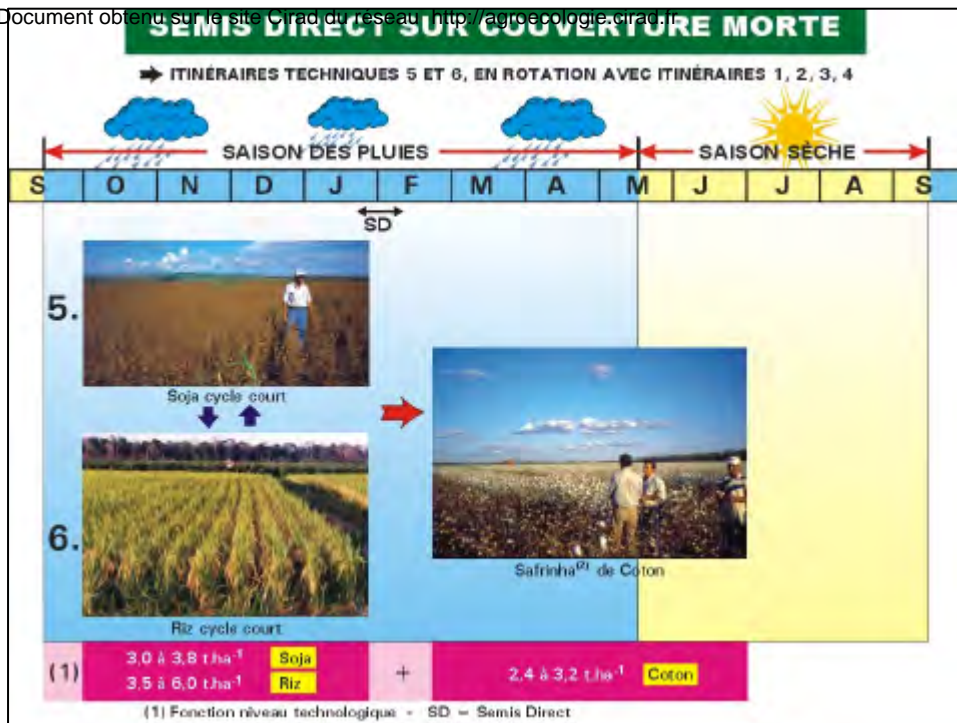 Document obtenu sur le site Cirad du réseau http://agroecologie.cirad.fr
SEMIS DIRECT SUR COUVERTURE MORTE
➡ ITINÉRAIRES TECHNIQUES 5 ET 6, EN ROTATION AVEC ITINÉRAIRES 1, 2, 3, 4
SAISON DES PLUIES SAISON SÈCHE
S O N D J F M A M J J A S
SD
5.
Soja cycle court
6.
Safrinha(2) de Coton
Riz cycle court
(1) 3,0 à 3,8 t.ha-1 Soja + 2,4 à 3,2 t.ha-1 Coton
3,5 à 6,0 t.ha-1 Riz
(1) Fonction niveau technologique - SD = Semis Direct